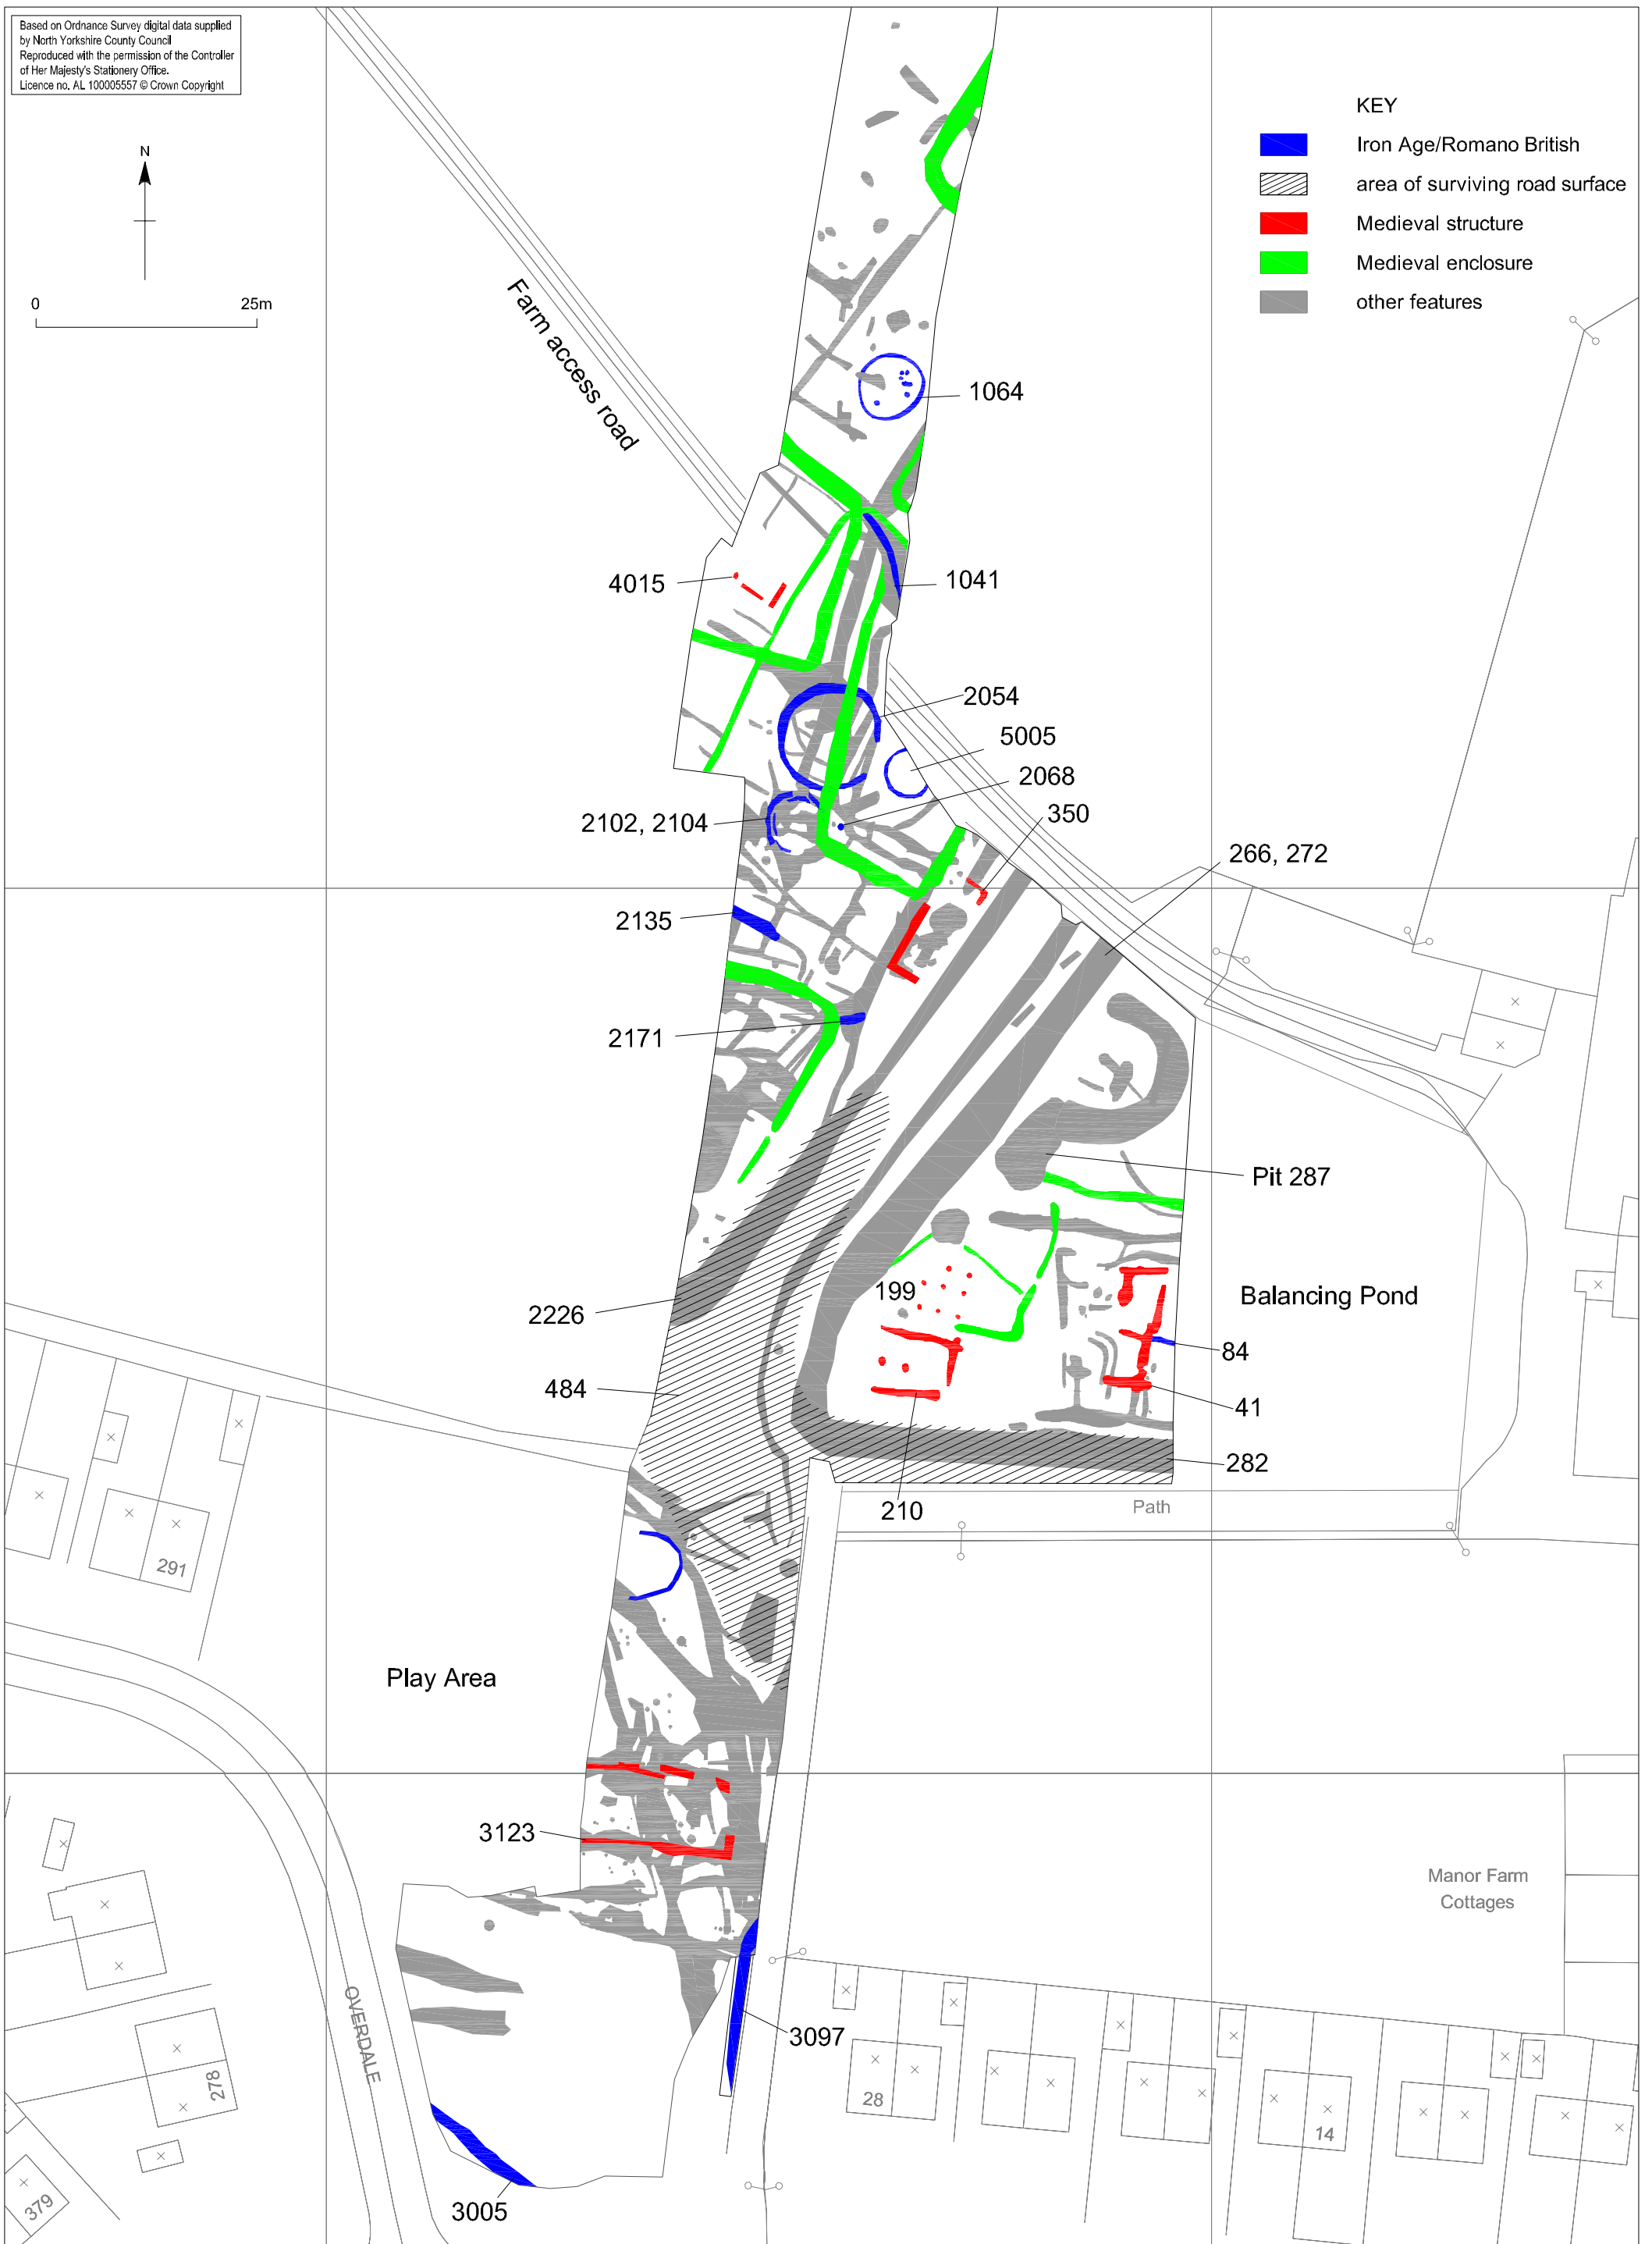 Based on Ordnance Survey digital data supplied
by North Yorkshire County Council
Reproduced with the permission of the Controller
of Her Majesty's Stationery Office.
Licence no. AL 100005557 © Crown Copyright
N
0 25m
KEY
Iron Age/Romano British
area of surviving road surface
Medieval structure
Medieval enclosure
other features
Farm access road
1064
4015
1041
2054
5005
2068
350
2102, 2104
266, 272
2135
2171
Pit 287
199
Balancing Pond
2226
84
484
41
282
210
Path
291
Play Area
3123
Manor Farm
Cottages
OVERDALE
278
3097
28
14
379
3005